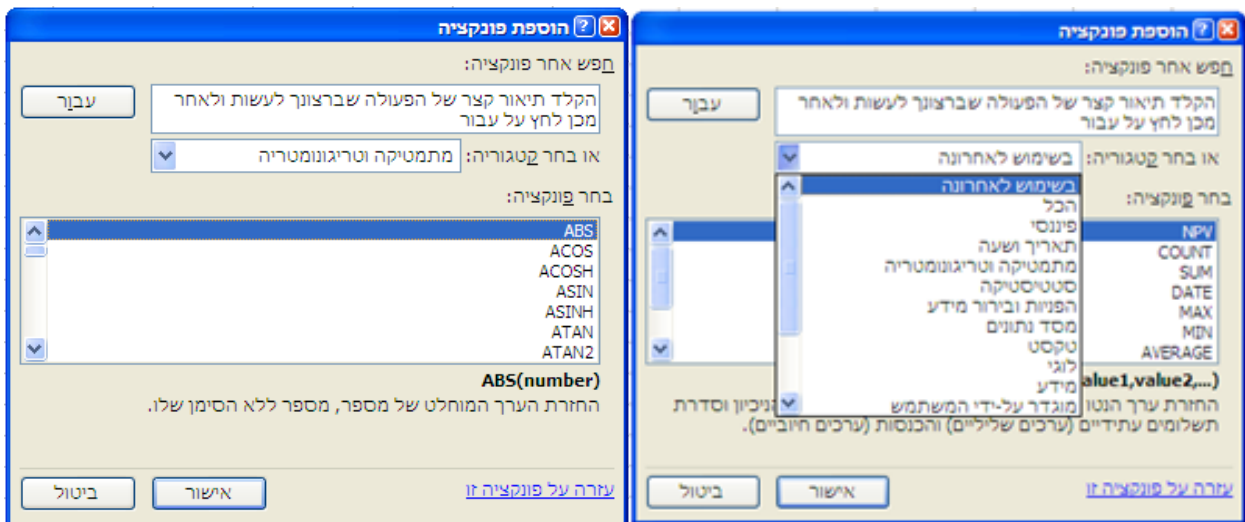 הוספת פונקציה
חפש אחר פונקציה:
הקלד תיאור קצר של הפעולה שברצונך לעשות ולאחר
מכן לחץ על עבור
עבור
או בחר קטגוריה:
בשימוש לאחרונה
בשימוש לאחרונה
הכל
פיננסי
תאריך ושעה
מתמטיקה וטריגונומטריה
סטטיסטיקה
הפניות ובירור מידע
מסד נתונים
טקסט
לוגי
מידע
מוגדר על-ידי המשתמש
בחר פונקציה:
NPV
COUNT
SUM
DATE
MAX
MIN
AVERAGE
alue1,value2,...)
החזרת ערך הנטו ניכיון וסדרת
תשלומים עתידיים (ערכים שליליים) והכנסות (ערכים חיוביים).
עזרה על פונקציה זו
אישור
ביטול
הוספת פונקציה
חפש אחר פונקציה:
הקלד תיאור קצר של הפעולה שברצונך לעשות ולאחר
מכן לחץ על עבור
עבור
או בחר קטגוריה:
מתמטיקה וטריגונומטריה
בחר פונקציה:
ABS
ACOS
ACOSH
ASIN
ASINH
ATAN
ATAN2
ABS(number)
החזרת הערך המוחלט של מספר, מספר ללא הסימן שלו.
עזרה על פונקציה זו
אישור
ביטול